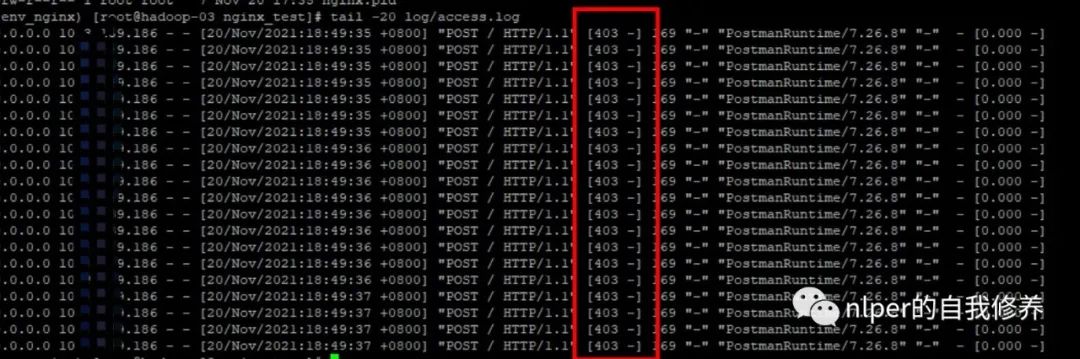 rw-r--r-- 1 root root 7 Nov 20 17:35 nginx.pid
env_nginx) [root@hadoop-03 nginx_test]# tail -20 log/access.log
.0.0.0 10 9.186 - - [20/Nov/2021:18:49:35 +0800] "POST / HTTP/1.1" [403 -] 169 "-" "PostmanRuntime/7.26.8" "-" - [0.000 -]
.0.0.0 10 9.186 - - [20/Nov/2021:18:49:35 +0800] "POST / HTTP/1.1" [403 -] 169 "-" "PostmanRuntime/7.26.8" "-" - [0.000 -]
.0.0.0 10 9.186 - - [20/Nov/2021:18:49:35 +0800] "POST / HTTP/1.1" [403 -] 169 "-" "PostmanRuntime/7.26.8" "-" - [0.000 -]
.0.0.0 10 9.186 - - [20/Nov/2021:18:49:35 +0800] "POST / HTTP/1.1" [403 -] 169 "-" "PostmanRuntime/7.26.8" "-" - [0.000 -]
.0.0.0 10 9.186 - - [20/Nov/2021:18:49:35 +0800] "POST / HTTP/1.1" [403 -] 169 "-" "PostmanRuntime/7.26.8" "-" - [0.000 -]
.0.0.0 10 9.186 - - [20/Nov/2021:18:49:35 +0800] "POST / HTTP/1.1" [403 -] 169 "-" "PostmanRuntime/7.26.8" "-" - [0.000 -]
.0.0.0 10 9.186 - - [20/Nov/2021:18:49:35 +0800] "POST / HTTP/1.1" [403 -] 169 "-" "PostmanRuntime/7.26.8" "-" - [0.000 -]
.0.0.0 10 9.186 - - [20/Nov/2021:18:49:36 +0800] "POST / HTTP/1.1" [403 -] 169 "-" "PostmanRuntime/7.26.8" "-" - [0.000 -]
.0.0.0 10 9.186 - - [20/Nov/2021:18:49:36 +0800] "POST / HTTP/1.1" [403 -] 169 "-" "PostmanRuntime/7.26.8" "-" - [0.000 -]
.0.0.0 10 9.186 - - [20/Nov/2021:18:49:36 +0800] "POST / HTTP/1.1" [403 -] 169 "-" "PostmanRuntime/7.26.8" "-" - [0.000 -]
.0.0.0 10 9.186 - - [20/Nov/2021:18:49:36 +0800] "POST / HTTP/1.1" [403 -] 169 "-" "PostmanRuntime/7.26.8" "-" - [0.000 -]
.0.0.0 10 9.186 - - [20/Nov/2021:18:49:36 +0800] "POST / HTTP/1.1" [403 -] 169 "-" "PostmanRuntime/7.26.8" "-" - [0.000 -]
.0.0.0 10 9.186 - - [20/Nov/2021:18:49:36 +0800] "POST / HTTP/1.1" [403 -] 169 "-" "PostmanRuntime/7.26.8" "-" - [0.000 -]
.0.0.0 10 9.186 - - [20/Nov/2021:18:49:36 +0800] "POST / HTTP/1.1" [403 -] 169 "-" "PostmanRuntime/7.26.8" "-" - [0.000 -]
.0.0.0 10 9.186 - - [20/Nov/2021:18:49:36 +0800] "POST / HTTP/1.1" [403 -] 169 "-" "PostmanRuntime/7.26.8" "-" - [0.000 -]
.0.0.0 10 9.186 - - [20/Nov/2021:18:49:36 +0800] "POST / HTTP/1.1" [403 -] 169 "-" "PostmanRuntime/7.26.8" "-" - [0.000 -]
.0.0.0 10 9.186 - - [20/Nov/2021:18:49:37 +0800] "POST / HTTP/1.1" [403 -] 169 "-" "PostmanRuntime/7.26.8" "-" - [0.000 -]
.0.0.0 10 9.186 - - [20/Nov/2021:18:49:37 +0800] "POST / HTTP/1.1" [403 -] 169 "-" "PostmanRuntime/7.26.8" "-" - [0.000 -]
.0.0.0 10 9.186 - - [20/Nov/2021:18:49:37 +0800] "POST / HTTP/1.1" [403 -] 169 "-" "PostmanRuntime/7.26.8" "-" - [0.000 -]
.0.0.0 10 9.186 - - [20/Nov/2021:18:49:37 +0800] "POST / HTTP/1.1" [403 -] 169 "-" "PostmanRuntime/7.26.8" "-" - [0.000 -]
nlper的自我修养